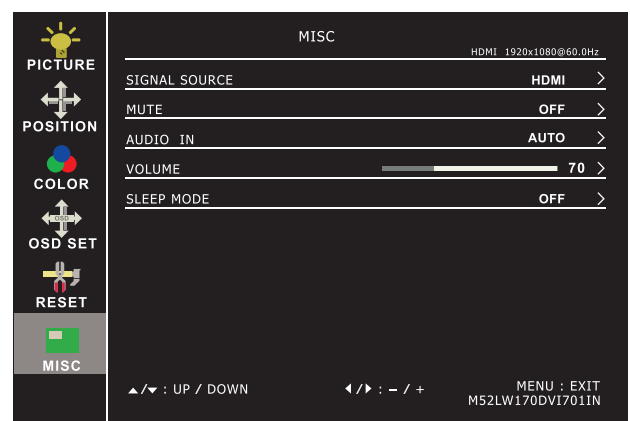 PICTURE
POSITION
COLOR
OSD
OSD SET
RESET
MISC
MISC
HDMI 1920x1080@60.0Hz
SIGNAL SOURCE HDMI >
MUTE OFF >
AUDIO IN AUTO >
VOLUME 70 >
SLEEP MODE OFF >
▲/▼ : UP / DOWN ◀/▶ : – / + MENU : EXIT
M52LW170DVI701IN